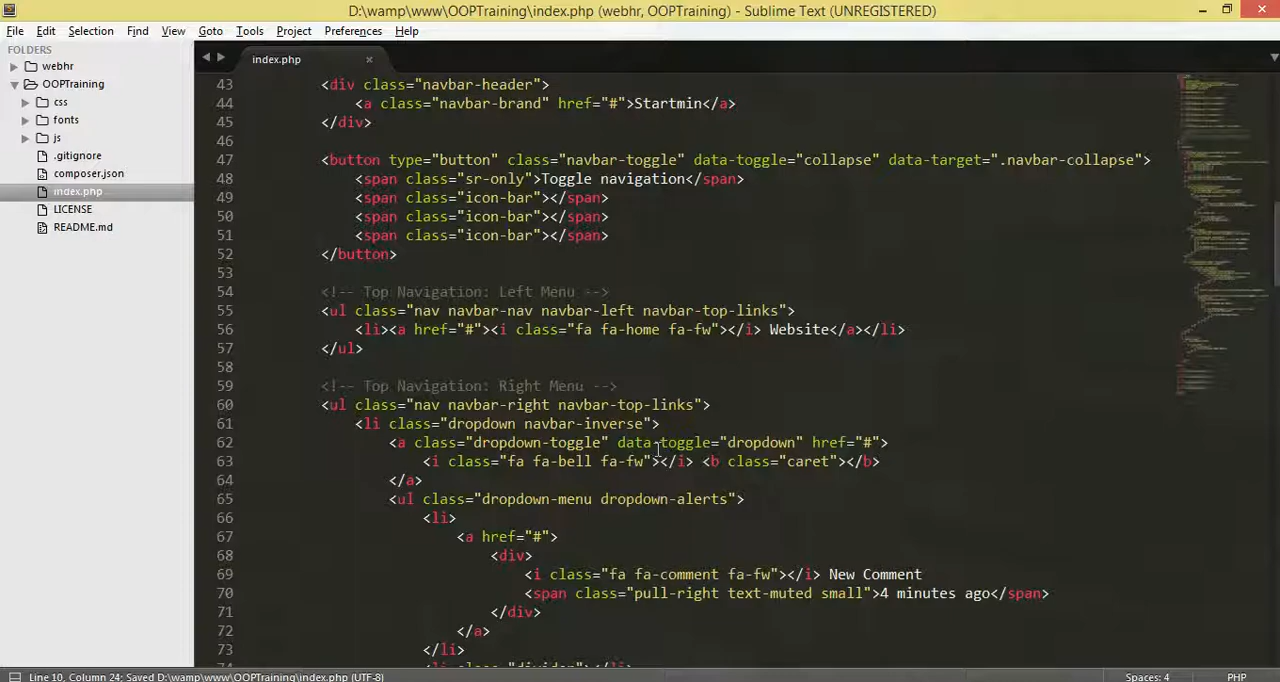 D:\wamp\www\OOPTraining\index.php (webhr, OOPTraining) - Sublime Text (UNREGISTERED)
File Edit Selection Find View Goto Tools Project Preferences Help
FOLDERS
webhr
OOPTraining
css
fonts
js
.gitignore
composer.json
index.php
LICENSE
README.md
index.php
43 <div class="navbar-header">
44 <a class="navbar-brand" href="#">Startmin</a>
45 </div>
46
47 <button type="button" class="navbar-toggle" data-toggle="collapse" data-target=".navbar-collapse">
48 <span class="sr-only">Toggle navigation</span>
49 <span class="icon-bar"></span>
50 <span class="icon-bar"></span>
51 <span class="icon-bar"></span>
52 </button>
53
54 <!-- Top Navigation: Left Menu -->
55 <ul class="nav navbar-nav navbar-left navbar-top-links">
56 <li><a href="#"><i class="fa fa-home fa-fw"></i> Website</a></li>
57 </ul>
58
59 <!-- Top Navigation: Right Menu -->
60 <ul class="nav navbar-right navbar-top-links">
61 <li class="dropdown navbar-inverse">
62 <a class="dropdown-toggle" data-toggle="dropdown" href="#">
63 <i class="fa fa-bell fa-fw"></i> <b class="caret"></b>
64 </a>
65 <ul class="dropdown-menu dropdown-alerts">
66 <li>
67 <a href="#">
68 <div>
69 <i class="fa fa-comment fa-fw"></i> New Comment
70 <span class="pull-right text-muted small">4 minutes ago</span>
71 </div>
72 </a>
73 </li>
74 <li class="divider"></li>
Line 10, Column 24; Saved D:\wamp\www\OOPTraining\index.php (UTF-8) Spaces: 4 PHP